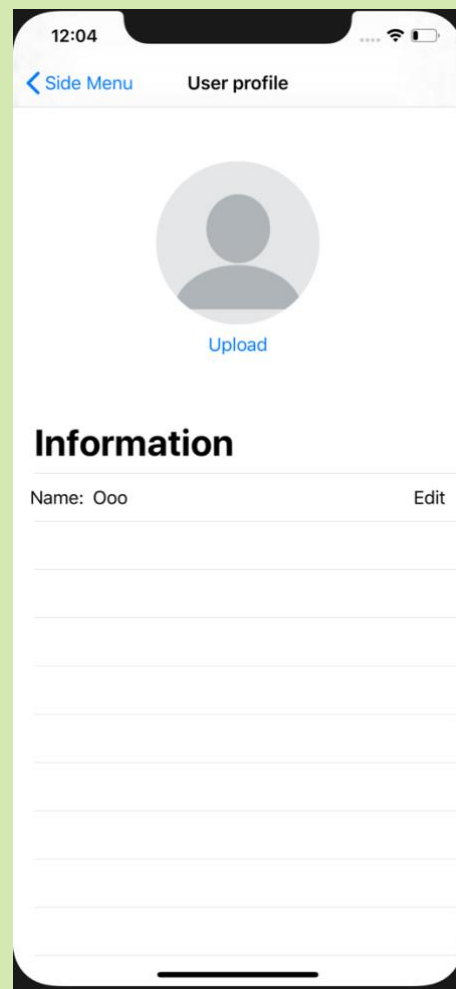 12:04
Side Menu User profile
Upload
Information
Name: Ooo Edit